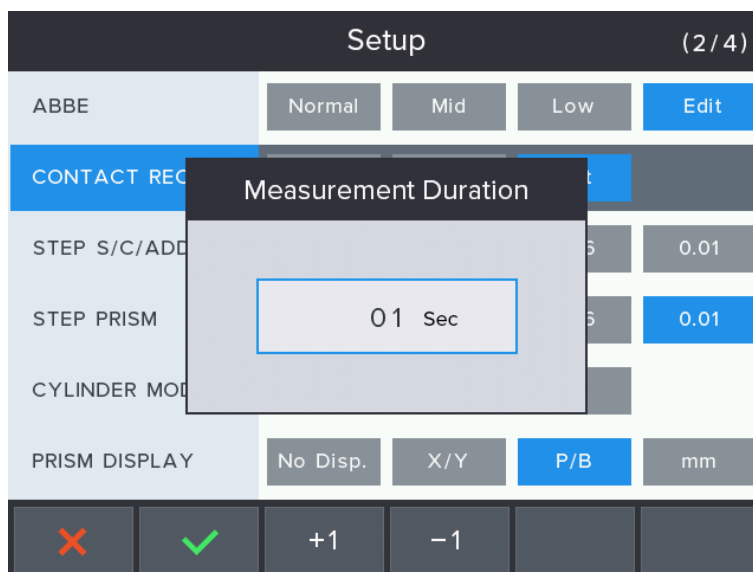 Setup (2/4)
ABBE Normal Mid Low Edit
CONTACT REC
Measurement Duration
STEP S/C/ADD 0.01
01 Sec
STEP PRISM 0.01
CYLINDER MOD
PRISM DISPLAY No Disp. X/Y P/B mm
+1 −1